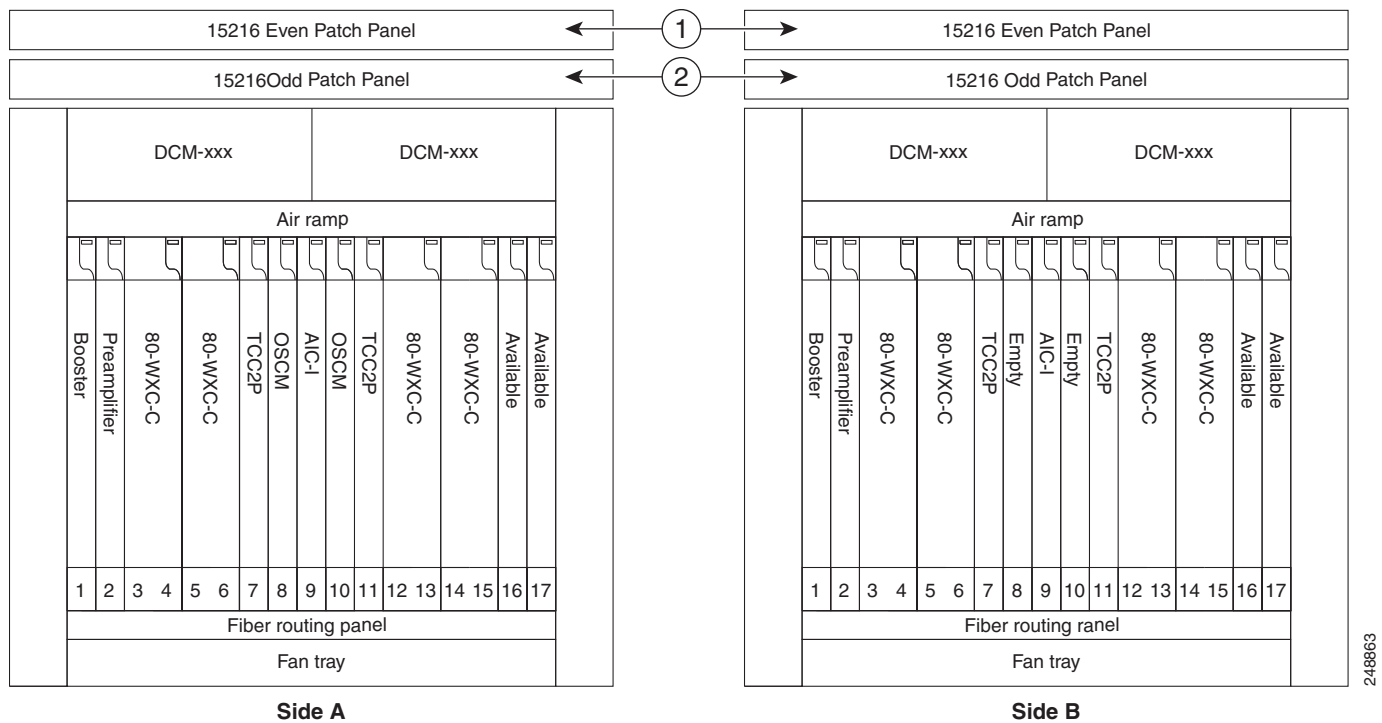 15216 Even Patch Panel
1
15216 Even Patch Panel
15216Odd Patch Panel
2
15216 Odd Patch Panel
DCM-xxx
DCM-xxx
Air ramp
Booster
Preamplifier
80-WXC-C
80-WXC-C
TCC2P
OSCM
AIC-I
OSCM
TCC2P
80-WXC-C
80-WXC-C
Available
Available
1 2 3 4 5 6 7 8 9 10 11 12 13 14 15 16 17
Fiber routing panel
Fan tray
Side A
DCM-xxx
DCM-xxx
Air ramp
Booster
Preamplifier
80-WXC-C
80-WXC-C
TCC2P
Empty
AIC-I
Empty
TCC2P
80-WXC-C
80-WXC-C
Available
Available
1 2 3 4 5 6 7 8 9 10 11 12 13 14 15 16 17
Fiber routing ranel
Fan tray
Side B
248863